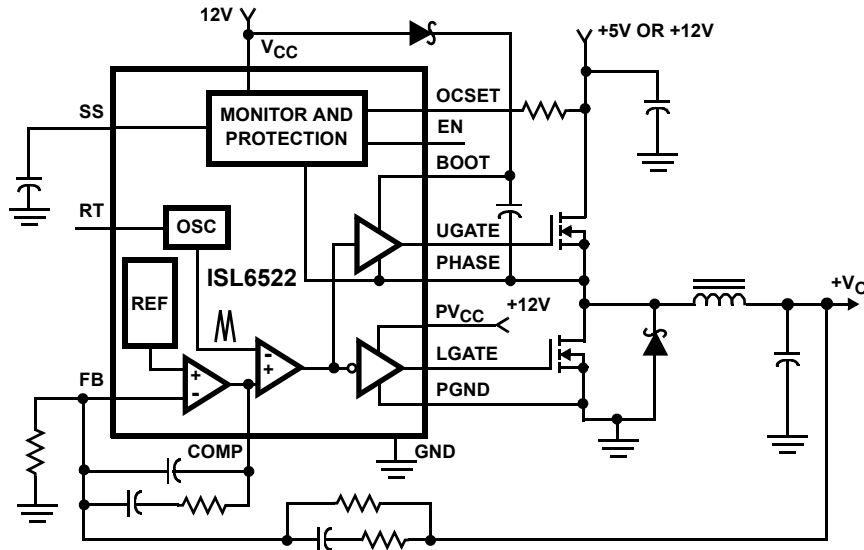 12V
VCC
+5V OR +12V
SS
MONITOR AND
PROTECTION
OCSET
EN
BOOT
RT
OSC
UGATE
PHASE
ISL6522
REF
+12V
PVCC
+VO
LGATE
PGND
FB
+
-
-
+
COMP
GND